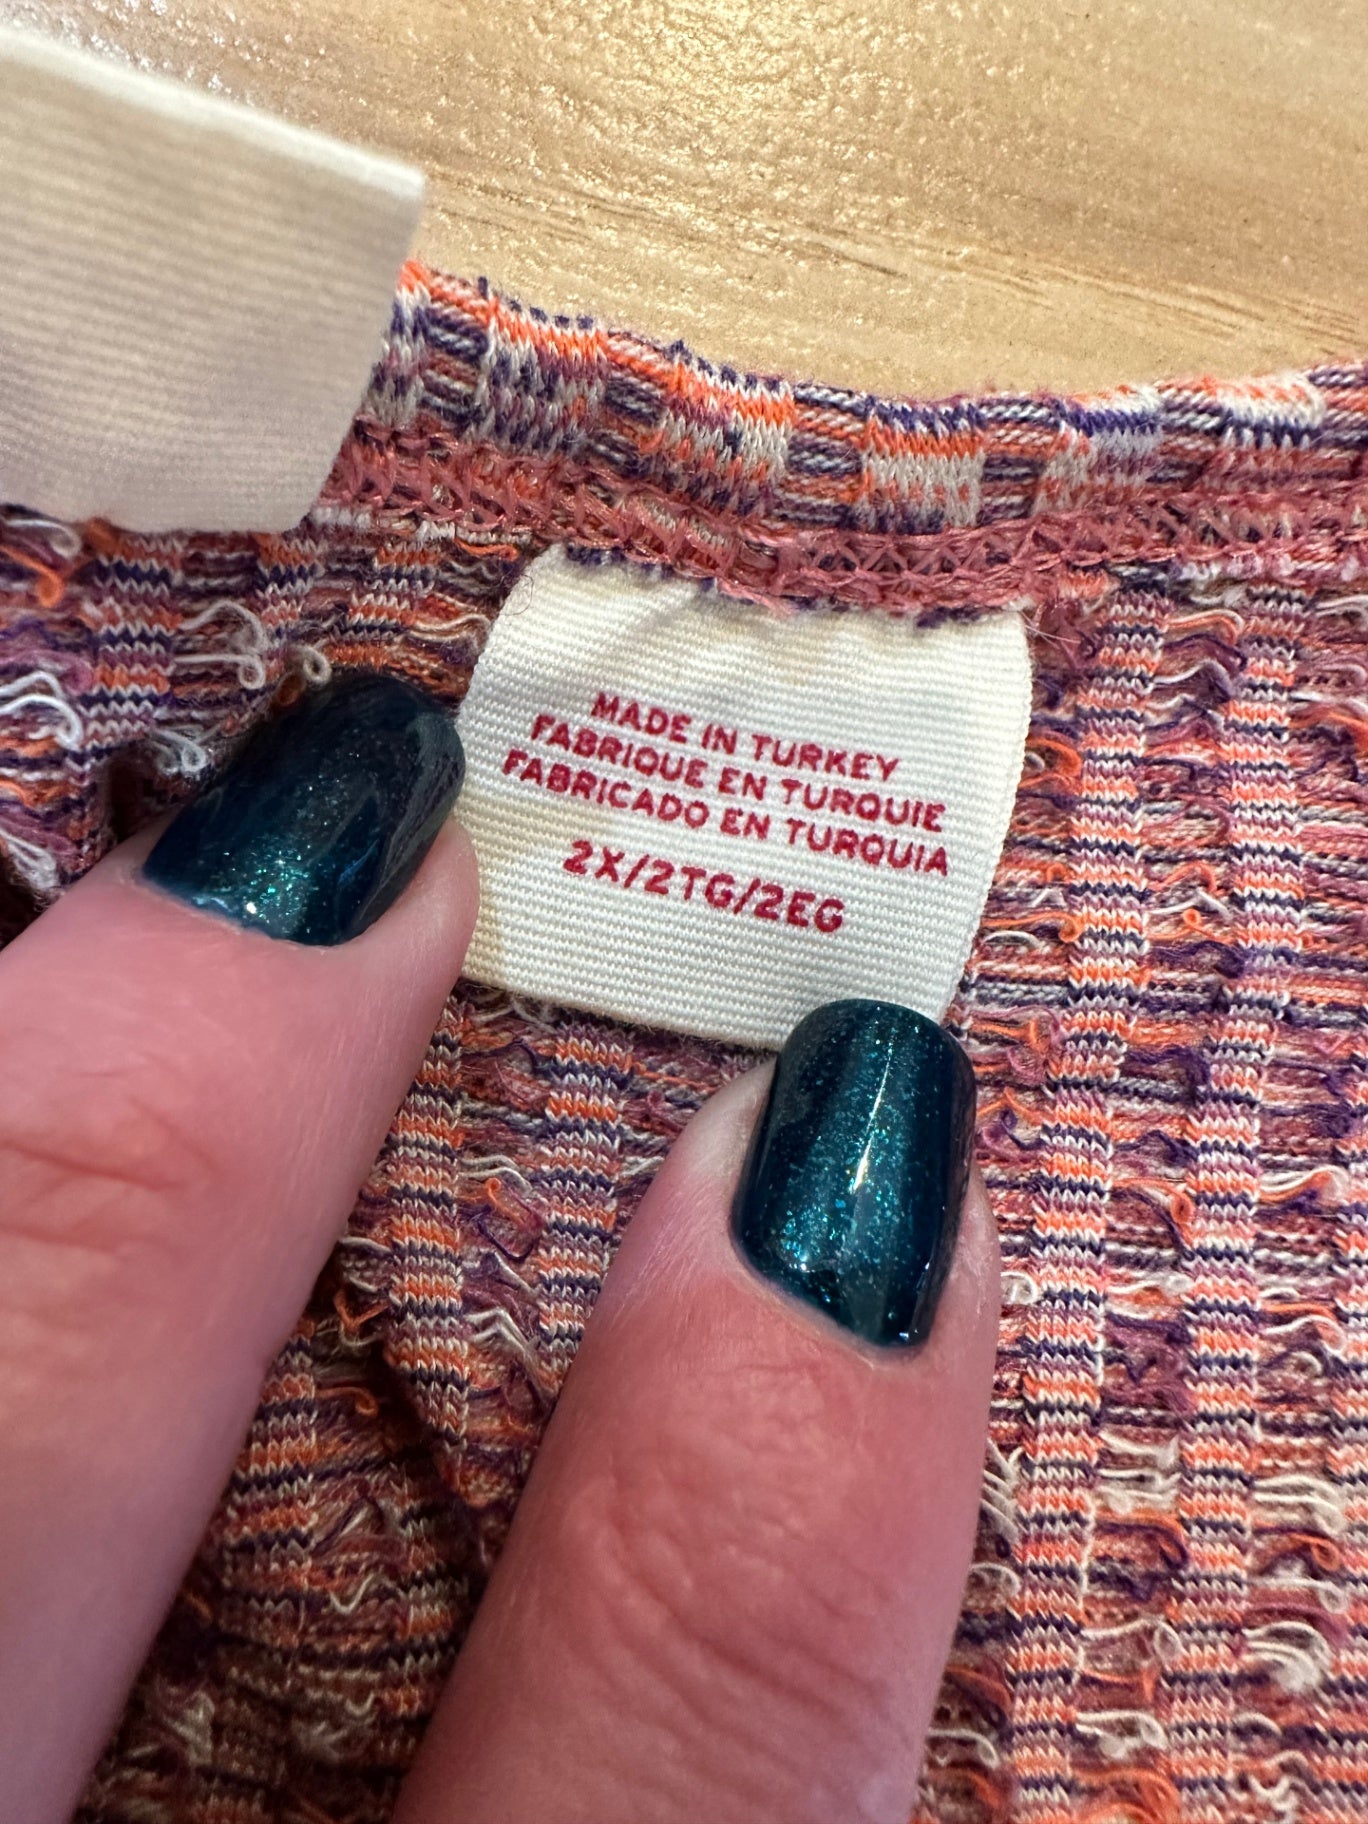 MADE IN TURKEY
FABRIQUE EN TURQUIE
FABRICADO EN TURQUIA
2X/2TG/2EG